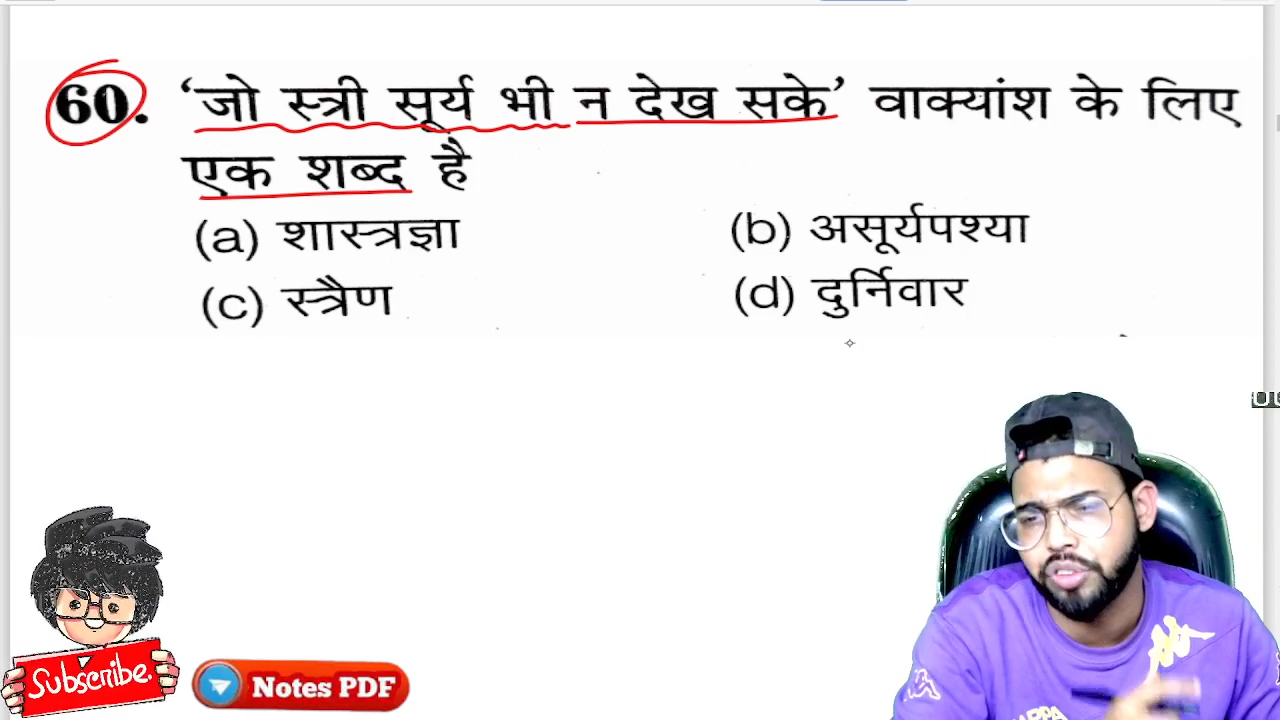 60. ‘जो स्त्री सूर्य भी न देख सके’ वाक्यांश के लिए
एक शब्द है
(a) शास्त्रज्ञा
(b) असूर्यपश्या
(c) स्त्रैण
(d) दुर्निवार
Subscribe.
Notes PDF